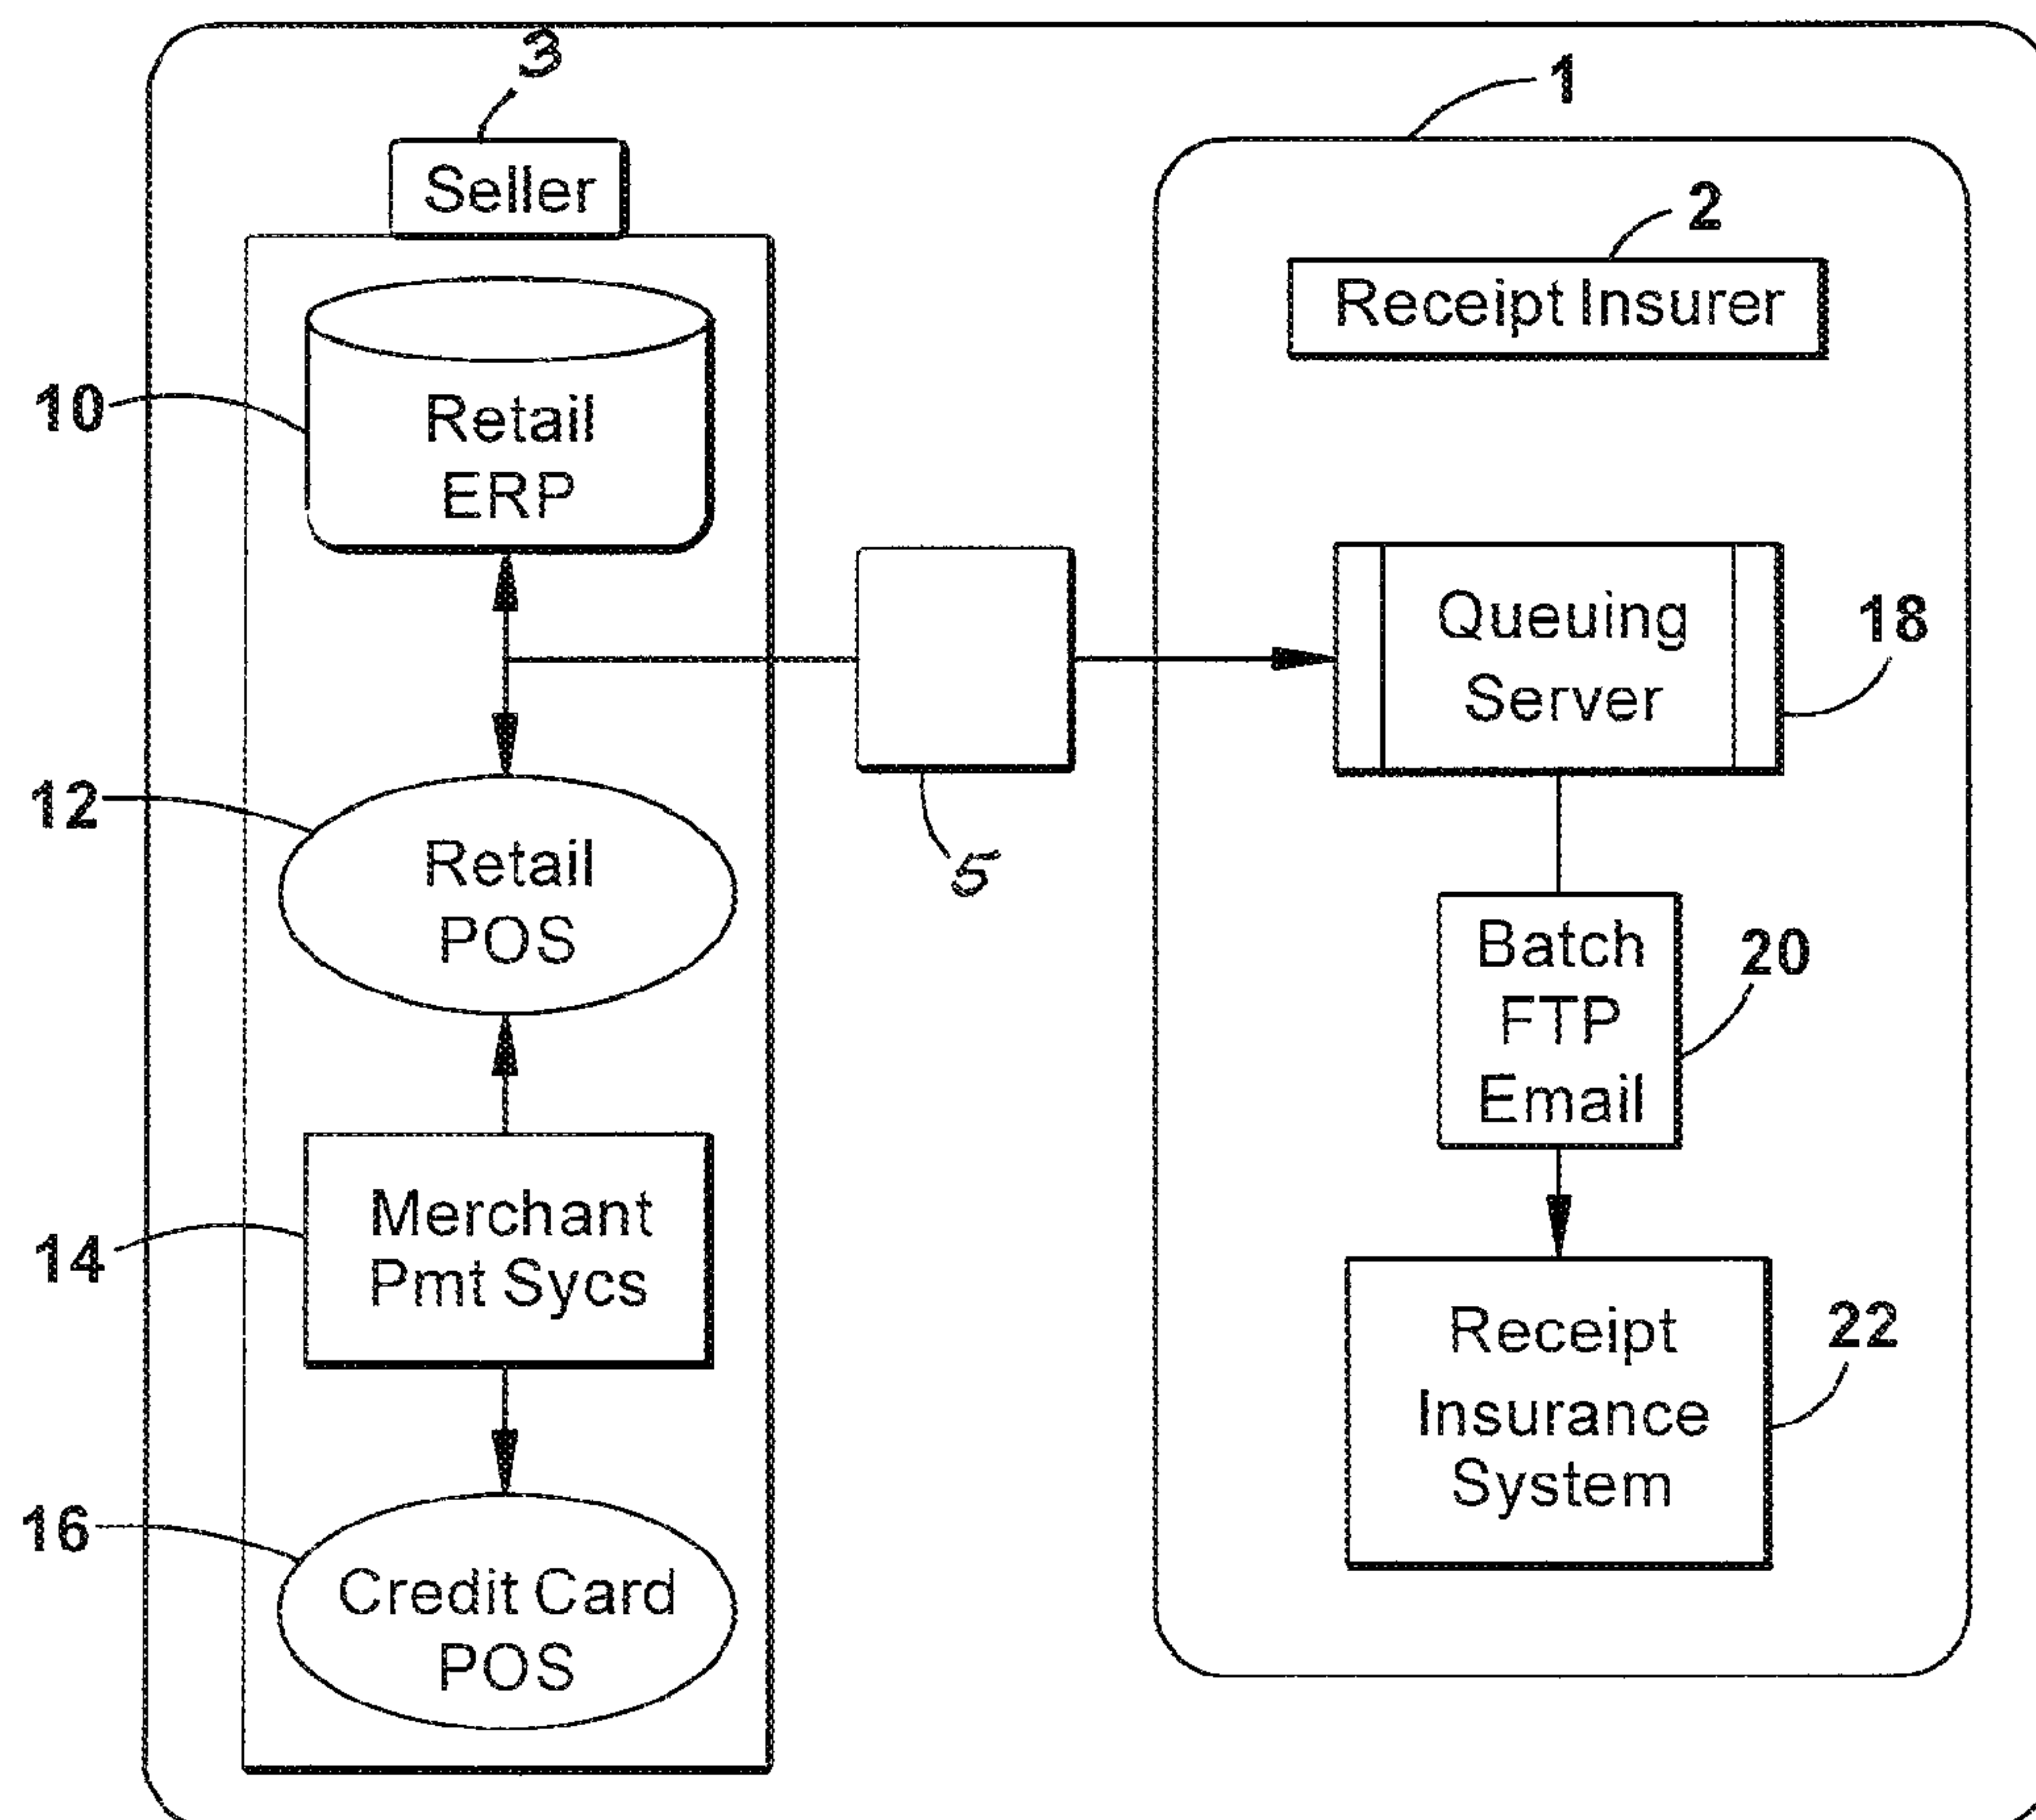 3
Seller
10
Retail
ERP
12
Retail
POS
14
Merchant
Pmt Sycs
16
Credit Card
POS
5
1
2
Receipt Insurer
Queuing
Server
18
Batch
FTP
Email
20
Receipt
Insurance
System
22